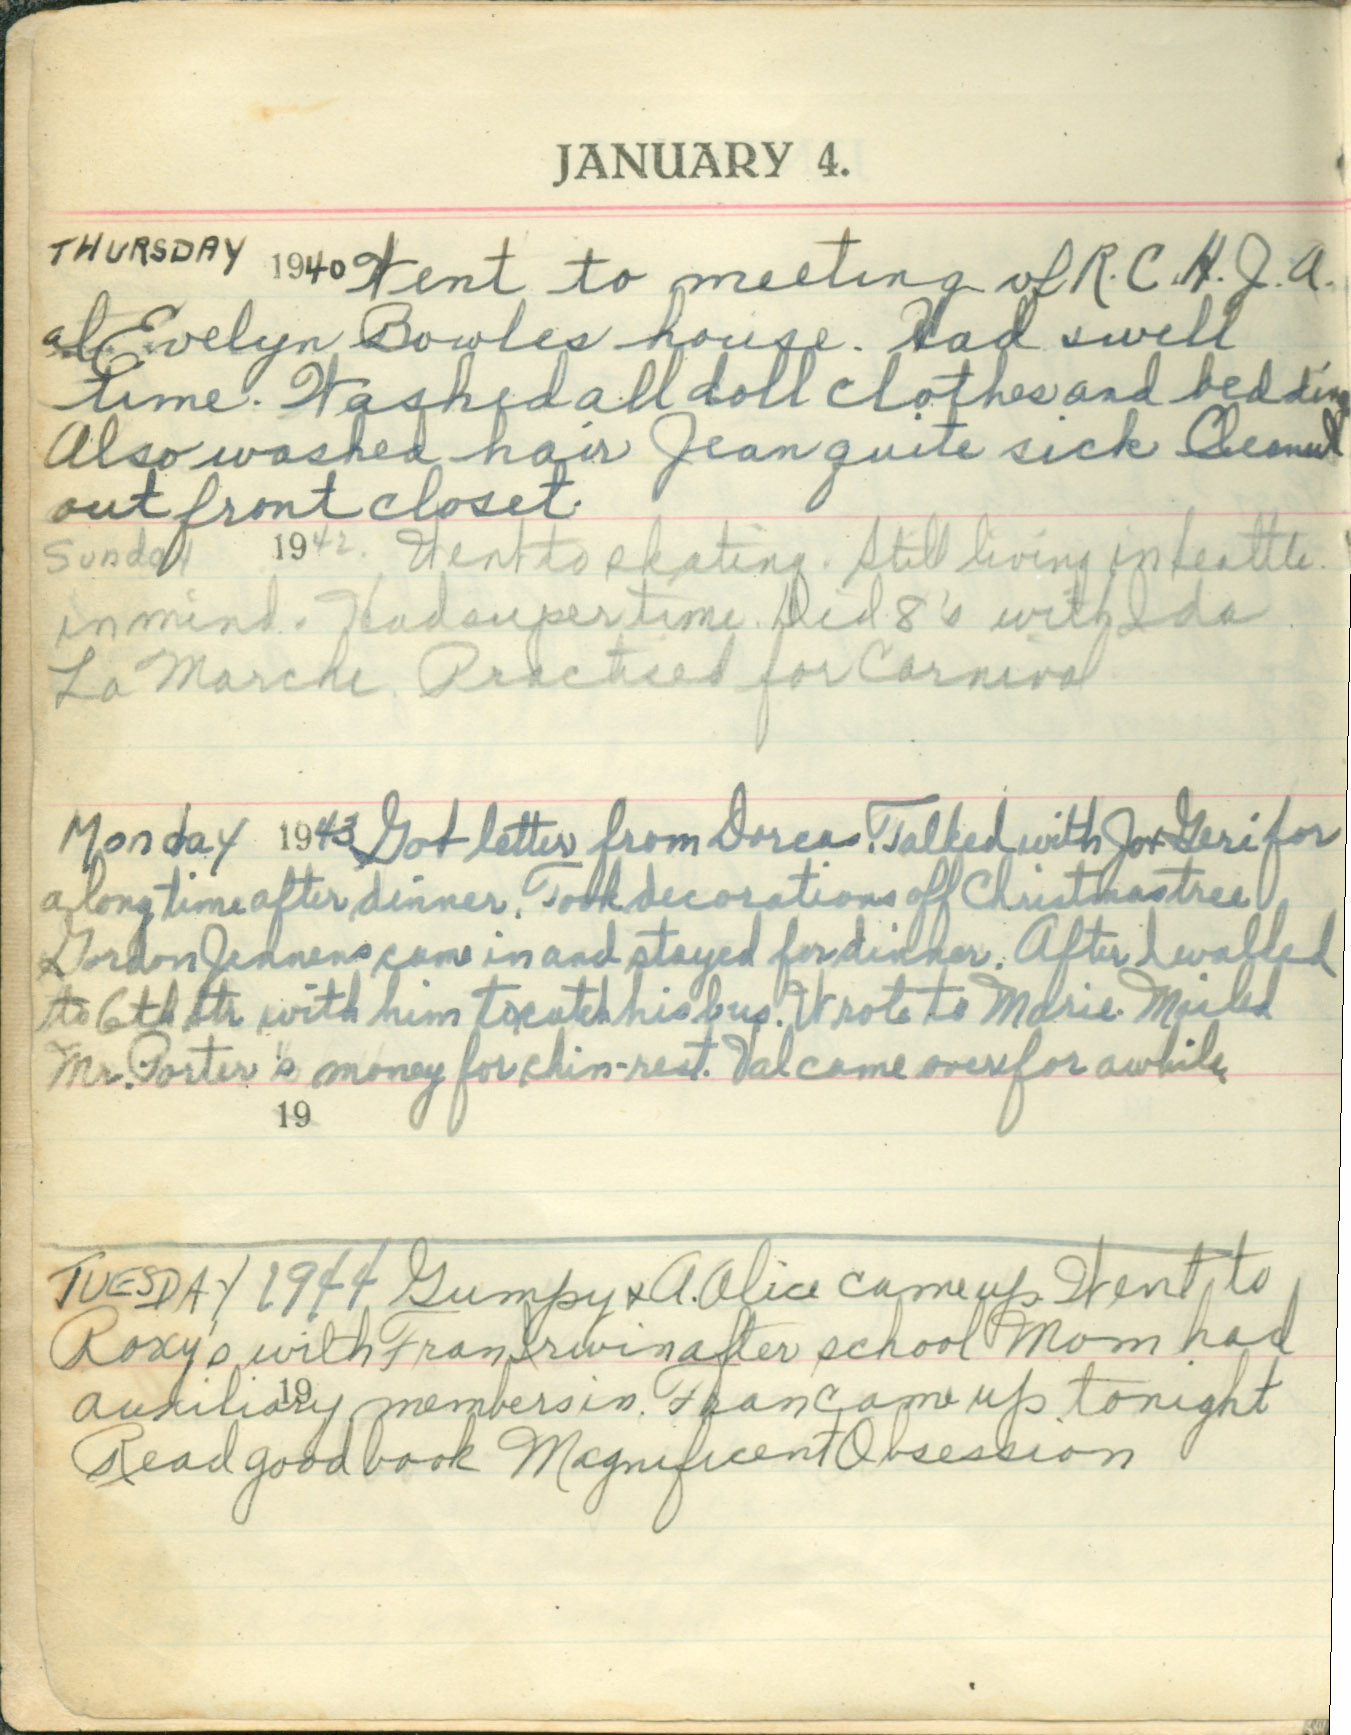 JANUARY 4.
THURSDAY 1940 Went to meeting of R.C.H.J.A.
at Evelyn Bowles house. Had swell
time. Washed all doll clothes and bedding
Also washed hair Jean quite sick Cleaned
out front closet.
Sunday 1942. Went to skating. Still living in Seattle
in mind. Had super time. Did 8's with Ida
La Marche. Practised for Carnival
Monday 1943 Got letter from Dorcas. Talked with Jo + Geri for
a long time after dinner. Took decorations off Christmas tree
Gordon Jennens came in and stayed for dinner. After I walked
to 6th str with him to catch his bus. Wrote to Marie. Mailed
Mr. Porter's money for chin-rest. Val came over for awhile
19
TUESDAY 1944 Gumpy + A. Alice came up. Went to
Roxy's with Fran Irwin after school Mom had
19
auxiliary members in. Fran came up tonight
Read good book Magnificent Obsession